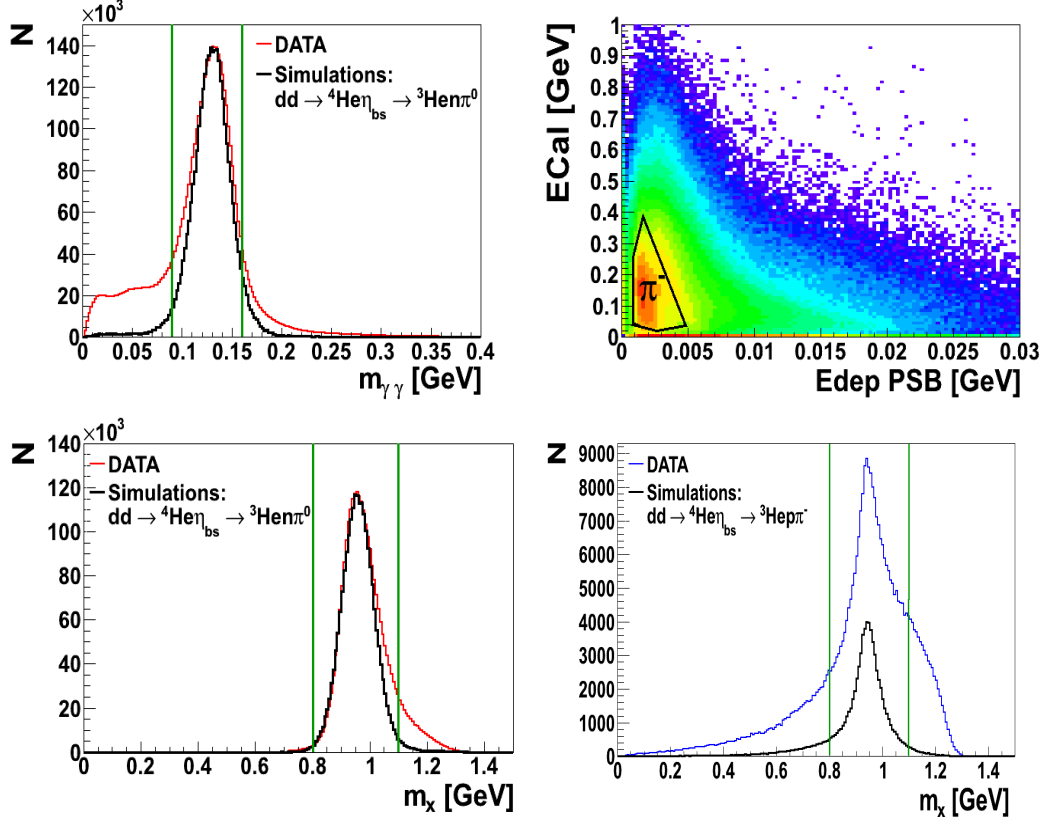 ×10³
N
140
120
100
80
60
40
20
0
DATA
Simulations:
dd → ⁴Heη_bs → ³Henπ⁰
0 0.05 0.1 0.15 0.2 0.25 0.3 0.35 0.4
m_γγ [GeV]
ECal [GeV]
1
0.9
0.8
0.7
0.6
0.5
0.4
0.3
0.2
0.1
0
π⁻
0 0.005 0.01 0.015 0.02 0.025 0.03
Edep PSB [GeV]
×10³
N
140
120
100
80
60
40
20
0
DATA
Simulations:
dd → ⁴Heη_bs → ³Henπ⁰
0 0.2 0.4 0.6 0.8 1 1.2 1.4
m_x [GeV]
N
9000
8000
7000
6000
5000
4000
3000
2000
1000
0
DATA
Simulations:
dd → ⁴Heη_bs → ³Hepπ⁻
0 0.2 0.4 0.6 0.8 1 1.2 1.4
m_x [GeV]